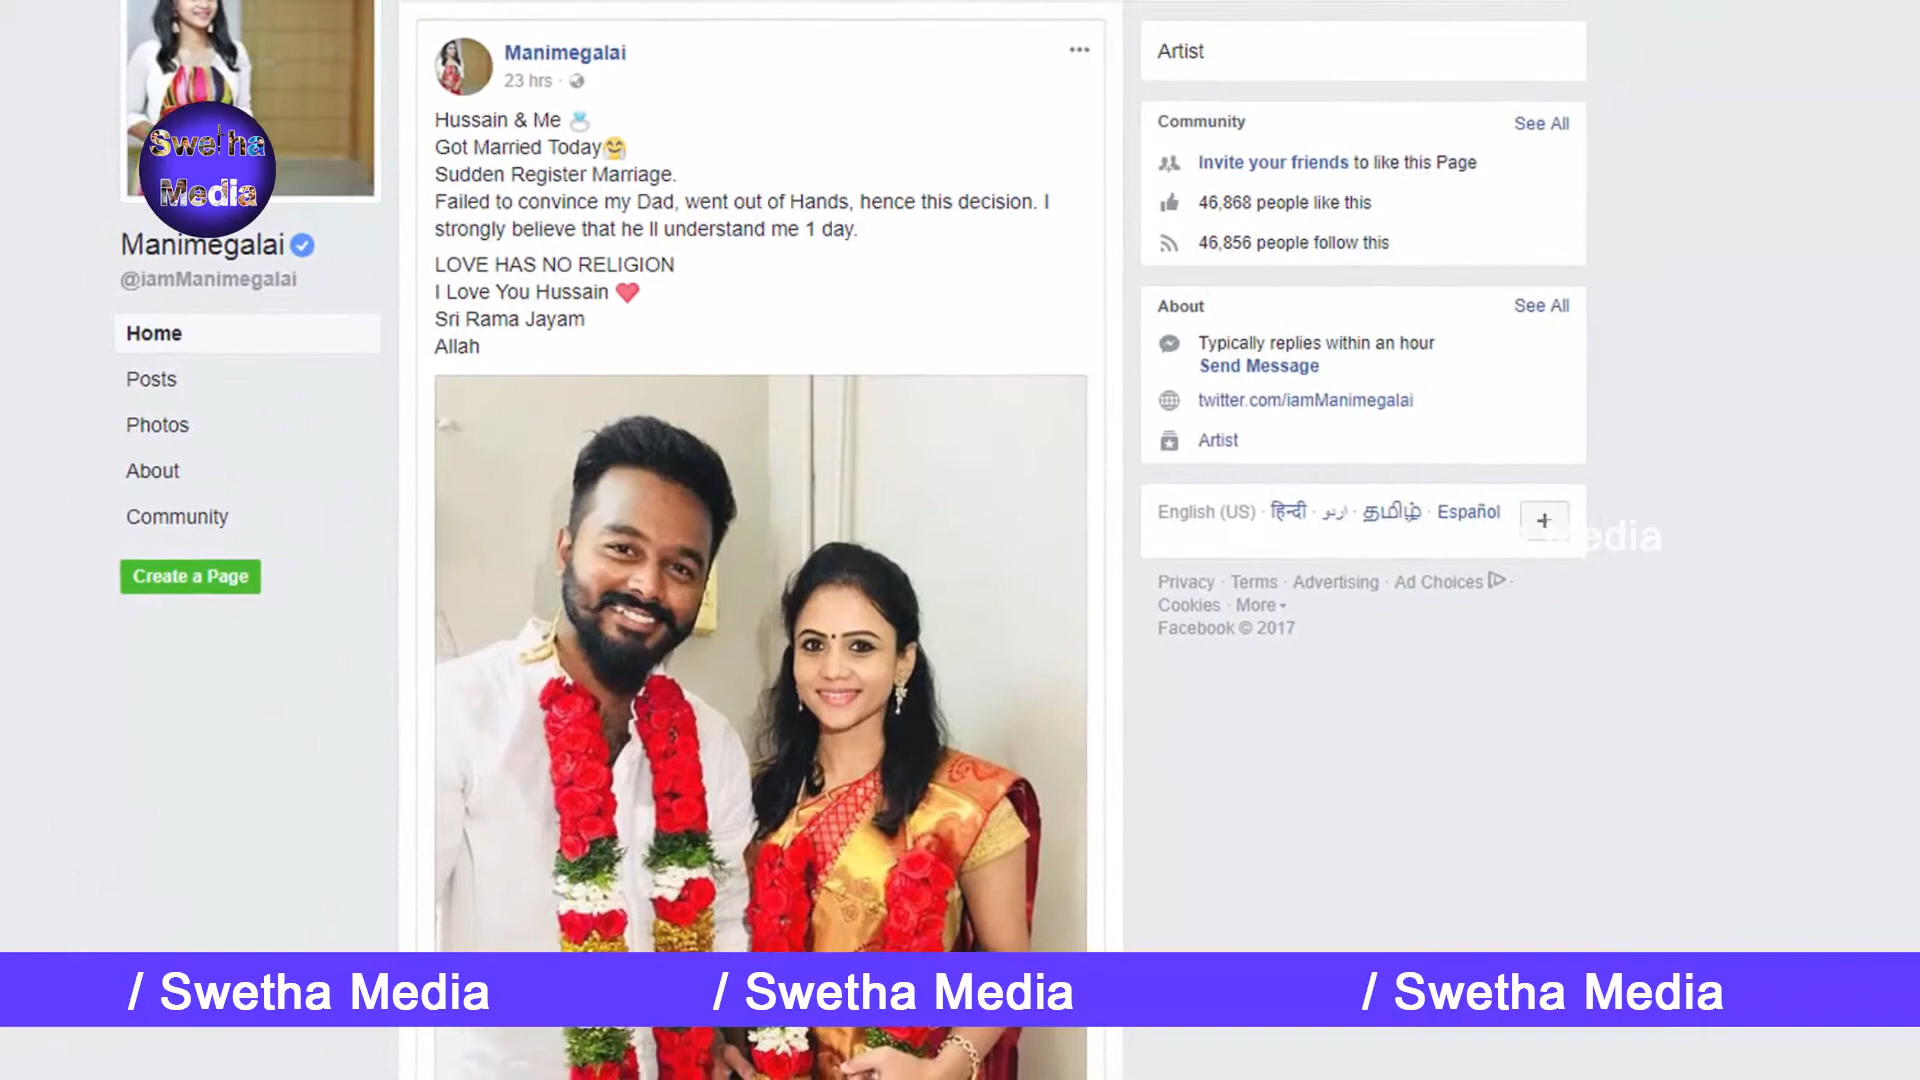 Swetha
Media
Manimegalai
@iamManimegalai
Home
Posts
Photos
About
Community
Create a Page
Manimegalai
23 hrs ·
Hussain & Me
Got Married Today
Sudden Register Marriage.
Failed to convince my Dad, went out of Hands, hence this decision. I
strongly believe that he ll understand me 1 day.
LOVE HAS NO RELIGION
I Love You Hussain
Sri Rama Jayam
Allah
Artist
Community See All
Invite your friends to like this Page
46,868 people like this
46,856 people follow this
About See All
Typically replies within an hour
Send Message
twitter.com/iamManimegalai
Artist
English (US) · हिन्दी · اردو · தமிழ் · Español +
Privacy · Terms · Advertising · Ad Choices ·
Cookies · More
Facebook © 2017
/ Swetha Media / Swetha Media / Swetha Media